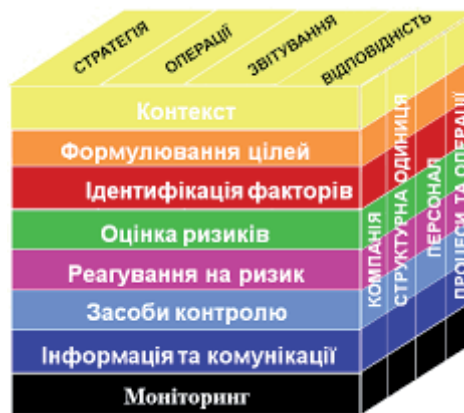 СТРАТЕГІЯ
ОПЕРАЦІЇ
ЗВІТУВАННЯ
ВІДПОВІДНІСТЬ
Контекст
Формулювання цілей
Ідентифікація факторів
Оцінка ризиків
Реагування на ризик
Засоби контролю
Інформація та комунікації
Моніторинг
КОМПАНІЯ
СТРУКТУРНА ОДИНИЦЯ
ПЕРСОНАЛ
ПРОЦЕСИ ТА ОПЕРАЦІЇ